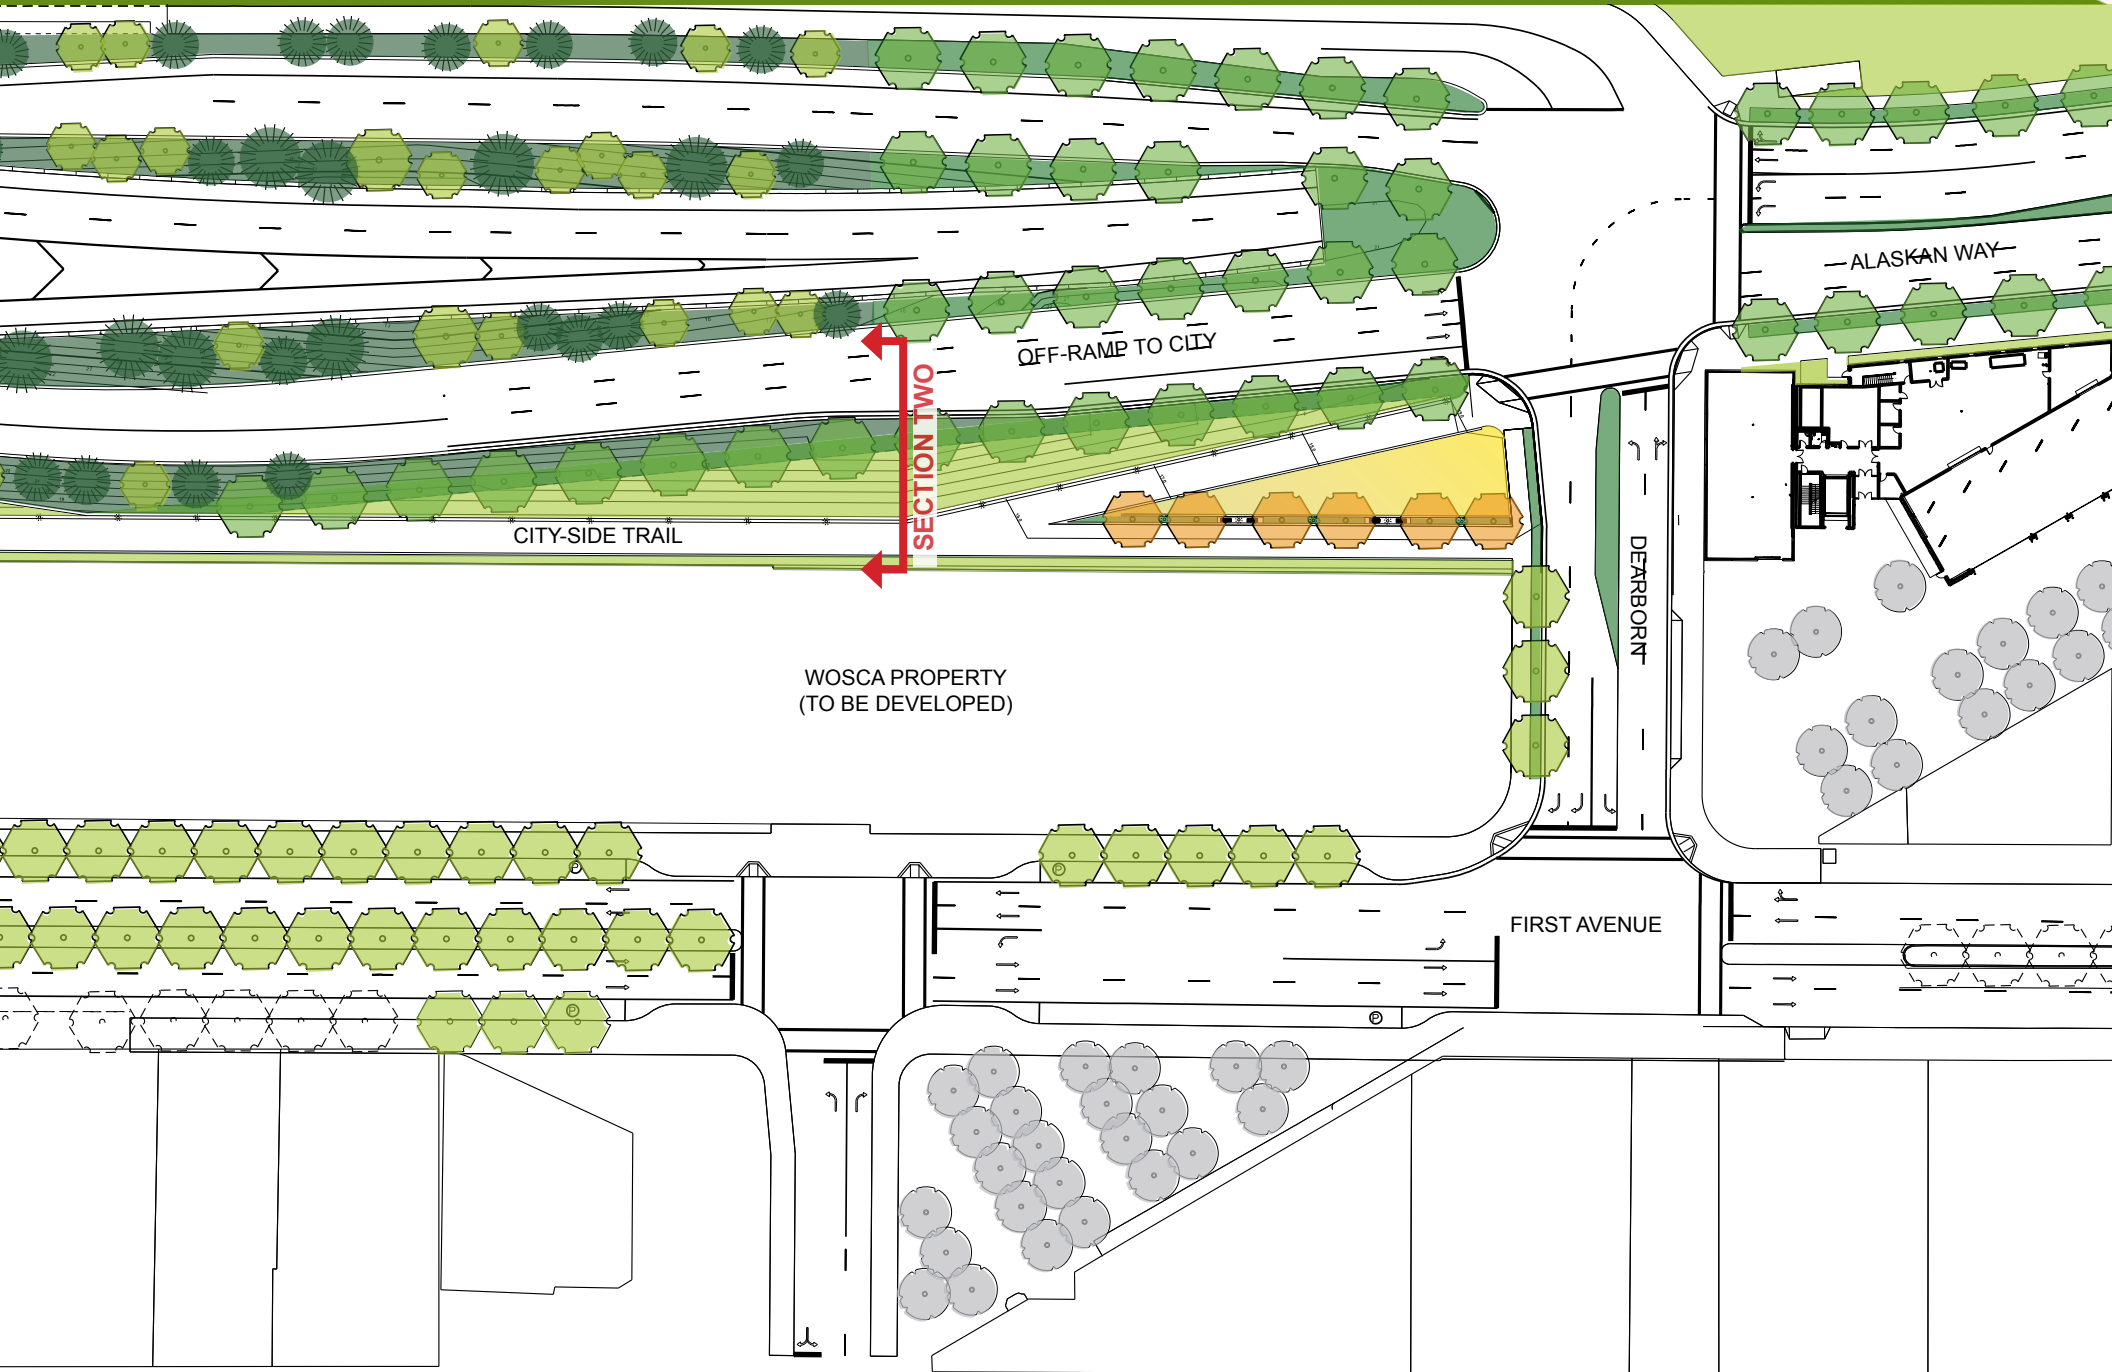 ALASKAN WAY
OFF-RAMP TO CITY
SECTION TWO
CITY-SIDE TRAIL
DEARBORN
WOSCA PROPERTY
(TO BE DEVELOPED)
P
P
FIRST AVENUE
P
P